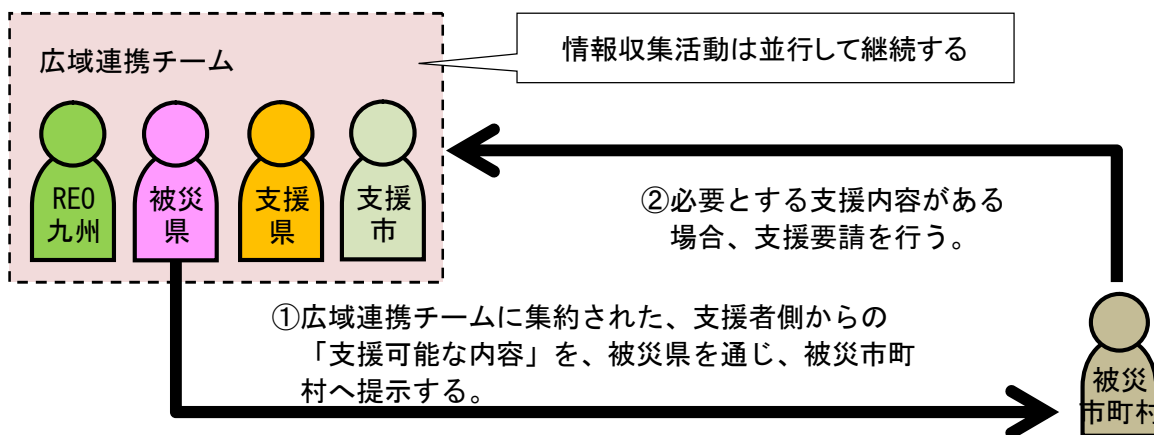 広域連携チーム
情報収集活動は並行して継続する
REO
九州
被災
県
支援
県
支援
市
②必要とする支援内容がある
場合、支援要請を行う。
①広域連携チームに集約された、支援者側からの
「支援可能な内容」を、被災県を通じ、被災市町
村へ提示する。
被災
市町村